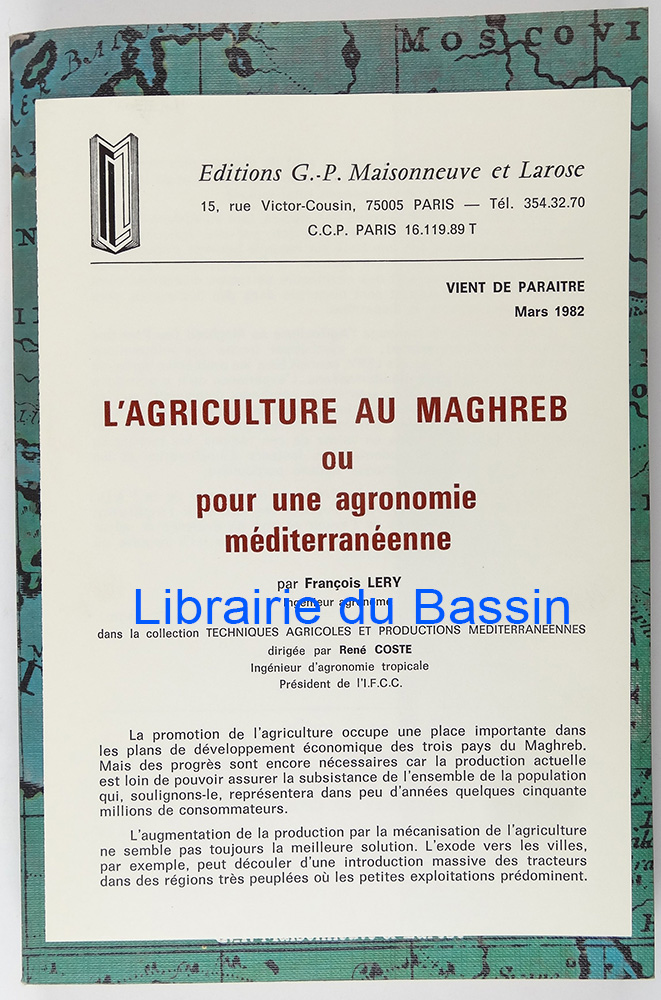 MOSCOVI
Editions G.-P. Maisonneuve et Larose
15, rue Victor-Cousin, 75005 PARIS — Tél. 354.32.70
C.C.P. PARIS 16.119.89 T
VIENT DE PARAITRE
Mars 1982
L'AGRICULTURE AU MAGHREB
ou
pour une agronomie
méditerranéenne
par François LERY
Ingénieur agronome
Librairie du Bassin
dans la collection TECHNIQUES AGRICOLES ET PRODUCTIONS MEDITERRANEENNES
dirigée par René COSTE
Ingénieur d'agronomie tropicale
Président de l'I.F.C.C.
La promotion de l'agriculture occupe une place importante dans
les plans de développement économique des trois pays du Maghreb.
Mais des progrès sont encore nécessaires car la production actuelle
est loin de pouvoir assurer la subsistance de l'ensemble de la population
qui, soulignons-le, représentera dans peu d'années quelques cinquante
millions de consommateurs.
L'augmentation de la production par la mécanisation de l'agriculture
ne semble pas toujours la meilleure solution. L'exode vers les villes,
par exemple, peut découler d'une introduction massive des tracteurs
dans des régions très peuplées où les petites exploitations prédominent.